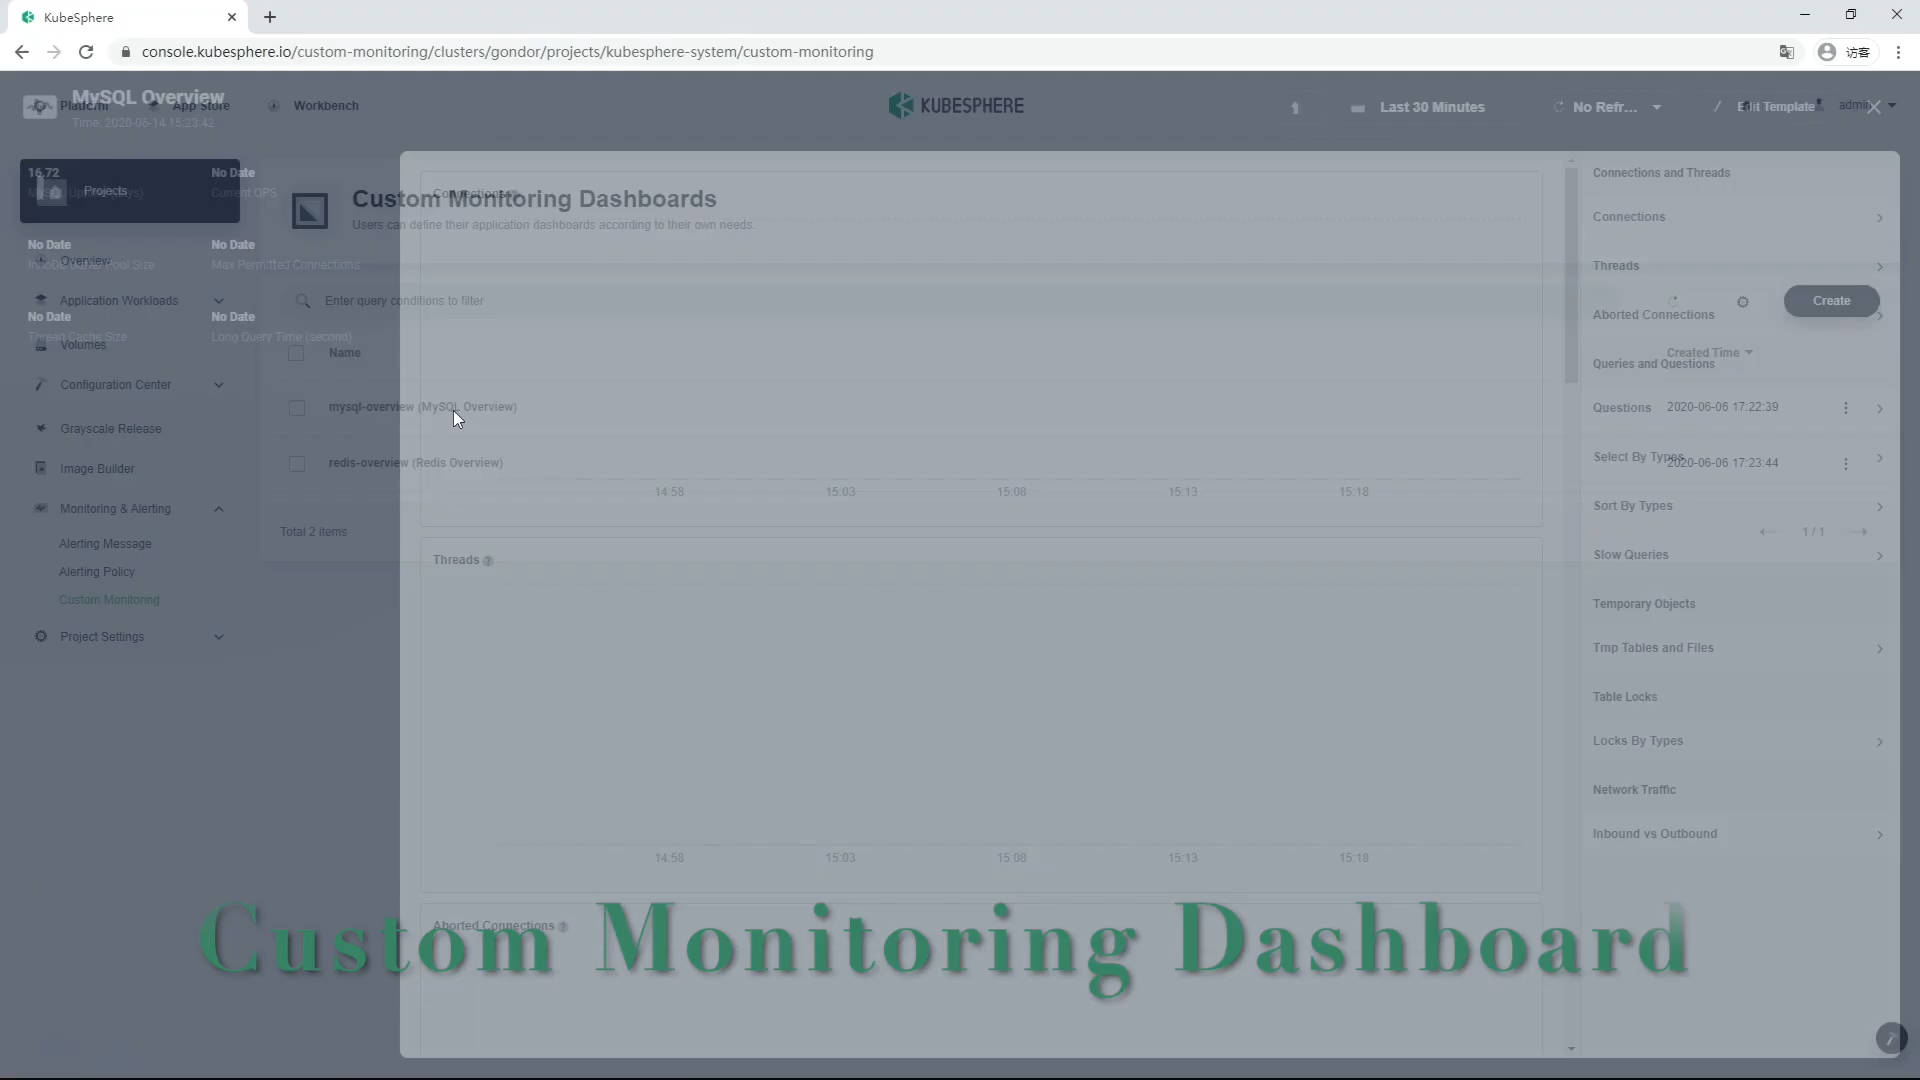 KubeSphere
console.kubesphere.io/custom-monitoring/clusters/gondor/projects/kubesphere-system/custom-monitoring
访客
MySQL Overview
Time: 2020-06-14 15:23:42
Platform
App Store
Workbench
KUBESPHERE
Last 30 Minutes
No Refr...
Edit Template
admin
16.72
No Date
Current QPS
Projects
No Date
No Date
Max Permitted Connections
Overview
Application Workloads
No Date
No Date
Thread Cache Size
Long Query Time (second)
Volumes
Configuration Center
Grayscale Release
Image Builder
Monitoring & Alerting
Alerting Message
Alerting Policy
Custom Monitoring
Project Settings
Custom Monitoring Dashboards
Users can define their application dashboards according to their own needs.
Enter query conditions to filter
Create
Name
Created Time
mysql-overview (MySQL Overview)
2020-06-06 17:22:39
redis-overview (Redis Overview)
2020-06-06 17:23:44
Total 2 items
1 / 1
Connections
14:58 15:03 15:08 15:13 15:18
Threads
14:58 15:03 15:08 15:13 15:18
Aborted Connections
Connections and Threads
Connections
Threads
Aborted Connections
Queries and Questions
Questions
Select By Types
Sort By Types
Slow Queries
Temporary Objects
Tmp Tables and Files
Table Locks
Locks By Types
Network Traffic
Inbound vs Outbound
Custom Monitoring Dashboard